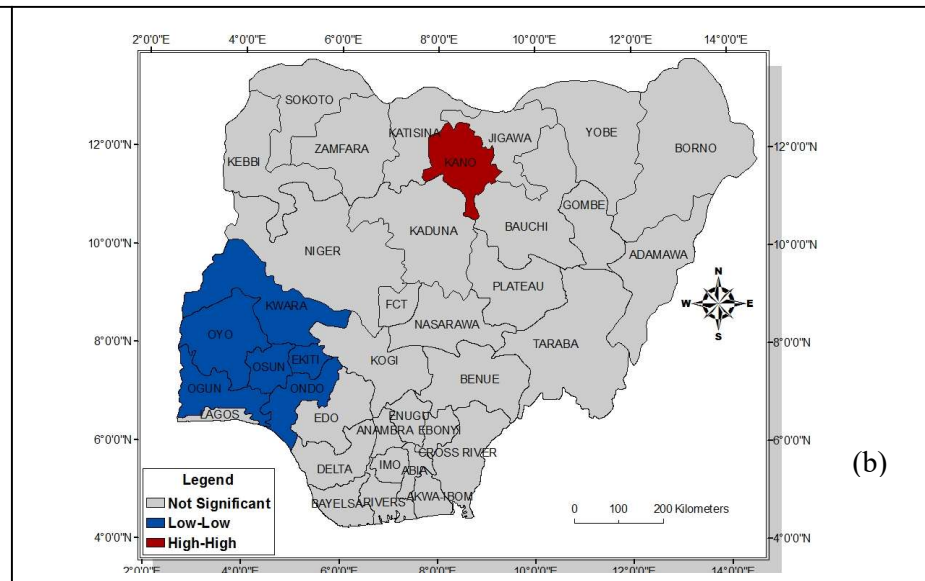 2°0'0"E 4°0'0"E 6°0'0"E 8°0'0"E 10°0'0"E 12°0'0"E 14°0'0"E
SOKOTO
KATISINA
JIGAWA
YOBE
12°0'0"N
ZAMFARA
BORNO
12°0'0"N
KEBBI
KANO
GOMBE
BAUCHI
KADUNA
10°0'0"N
NIGER
ADAMAWA
10°0'0"N
PLATEAU
N
KWARA
FCT
W E
NASARAWA
S
OYO
8°0'0"N
TARABA
8°0'0"N
OSUN
EKITI
KOGI
BENUE
OGUN
ONDO
LAGOS
EDO
ENUGU
6°0'0"N
ANAMBRA
EBONYI
6°0'0"N
CROSS RIVER
DELTA
IMO
ABIA
(b)
BAYELSA
RIVERS
AKWA-IBOM
Legend
Not Significant
Low-Low
High-High
0 100 200 Kilometers
4°0'0"N 4°0'0"N
2°0'0"E 4°0'0"E 6°0'0"E 8°0'0"E 10°0'0"E 12°0'0"E 14°0'0"E